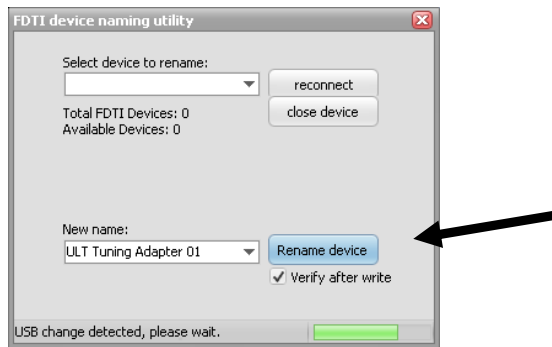 FDTI device naming utility
Select device to rename:
reconnect
Total FDTI Devices: 0
close device
Available Devices: 0
New name:
ULT Tuning Adapter 01
Rename device
Verify after write
USB change detected, please wait.